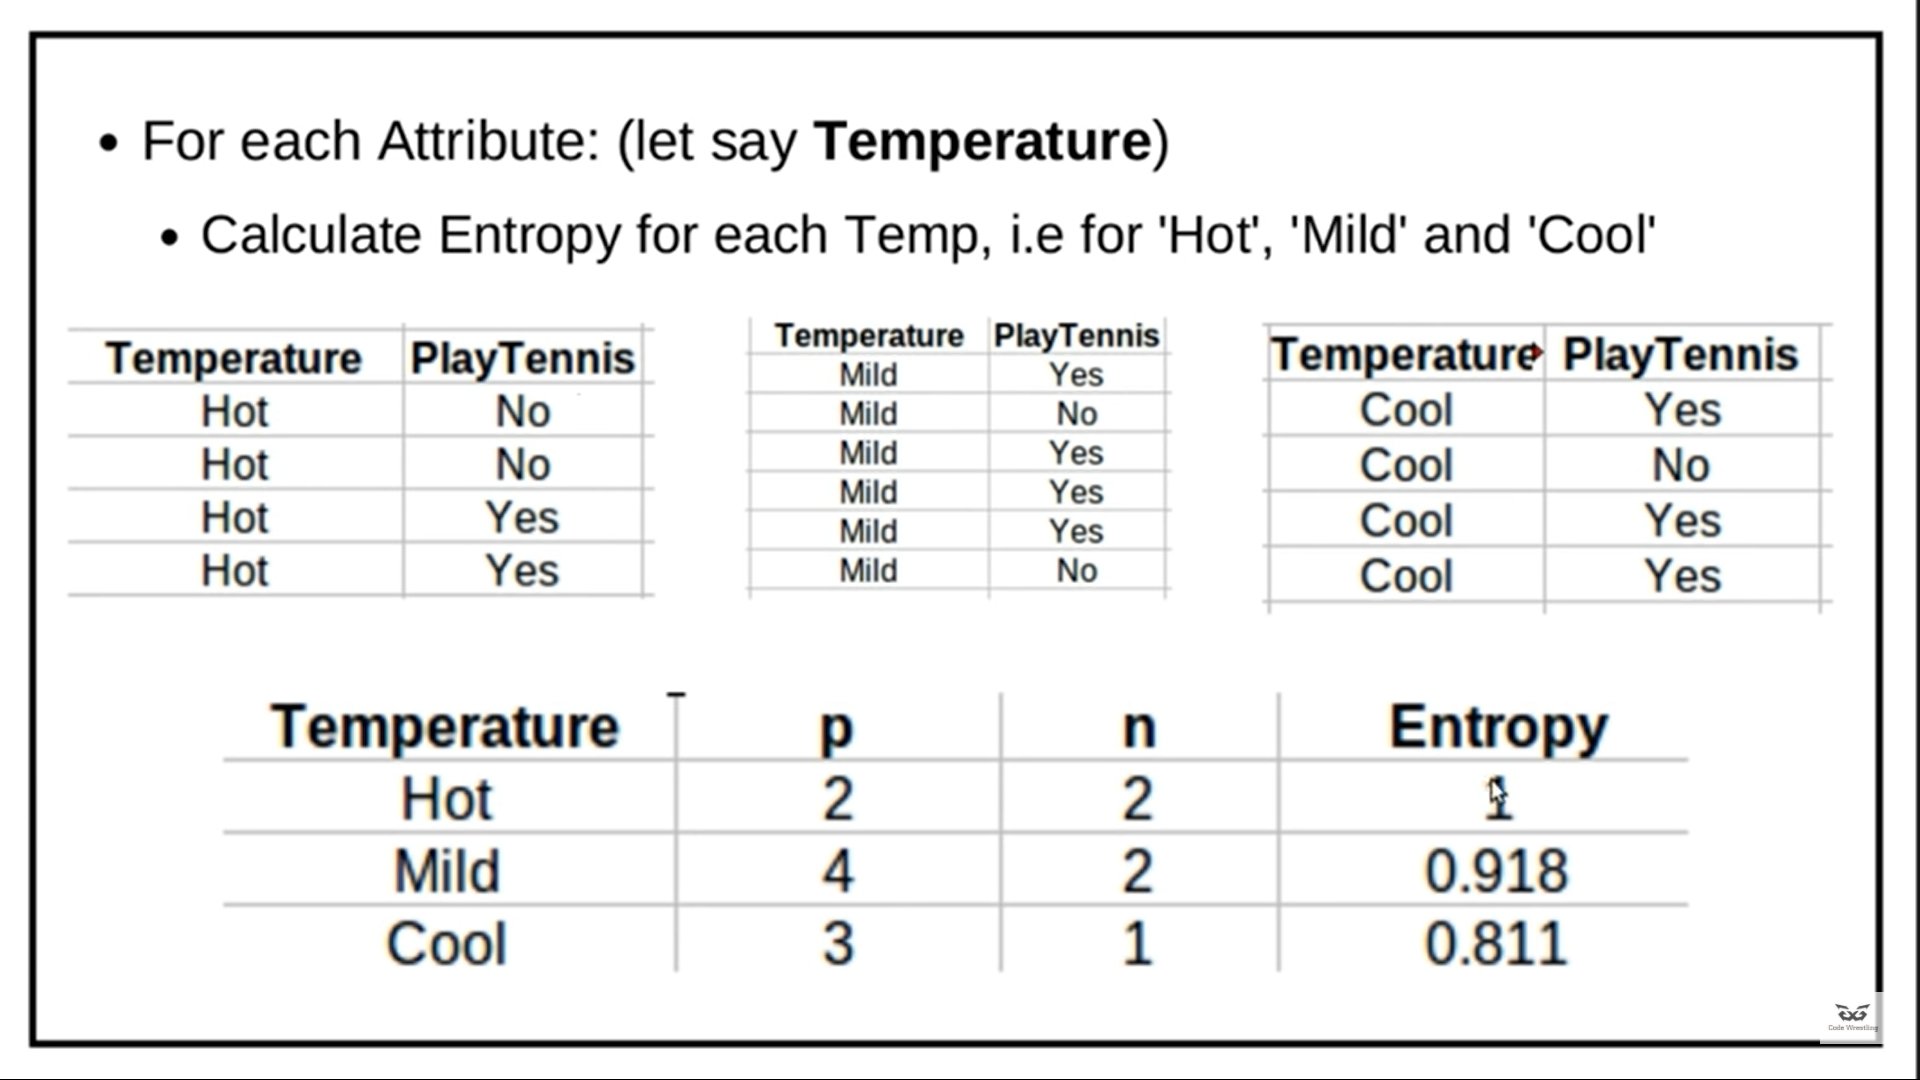 • For each Attribute: (let say Temperature)
• Calculate Entropy for each Temp, i.e for 'Hot', 'Mild' and 'Cool'
Temperature PlayTennis
Hot No
Hot No
Hot Yes
Hot Yes
Temperature PlayTennis
Mild Yes
Mild No
Mild Yes
Mild Yes
Mild Yes
Mild No
Temperature PlayTennis
Cool Yes
Cool No
Cool Yes
Cool Yes
Temperature p n Entropy
Hot 2 2 1
Mild 4 2 0.918
Cool 3 1 0.811
Code Wrestling